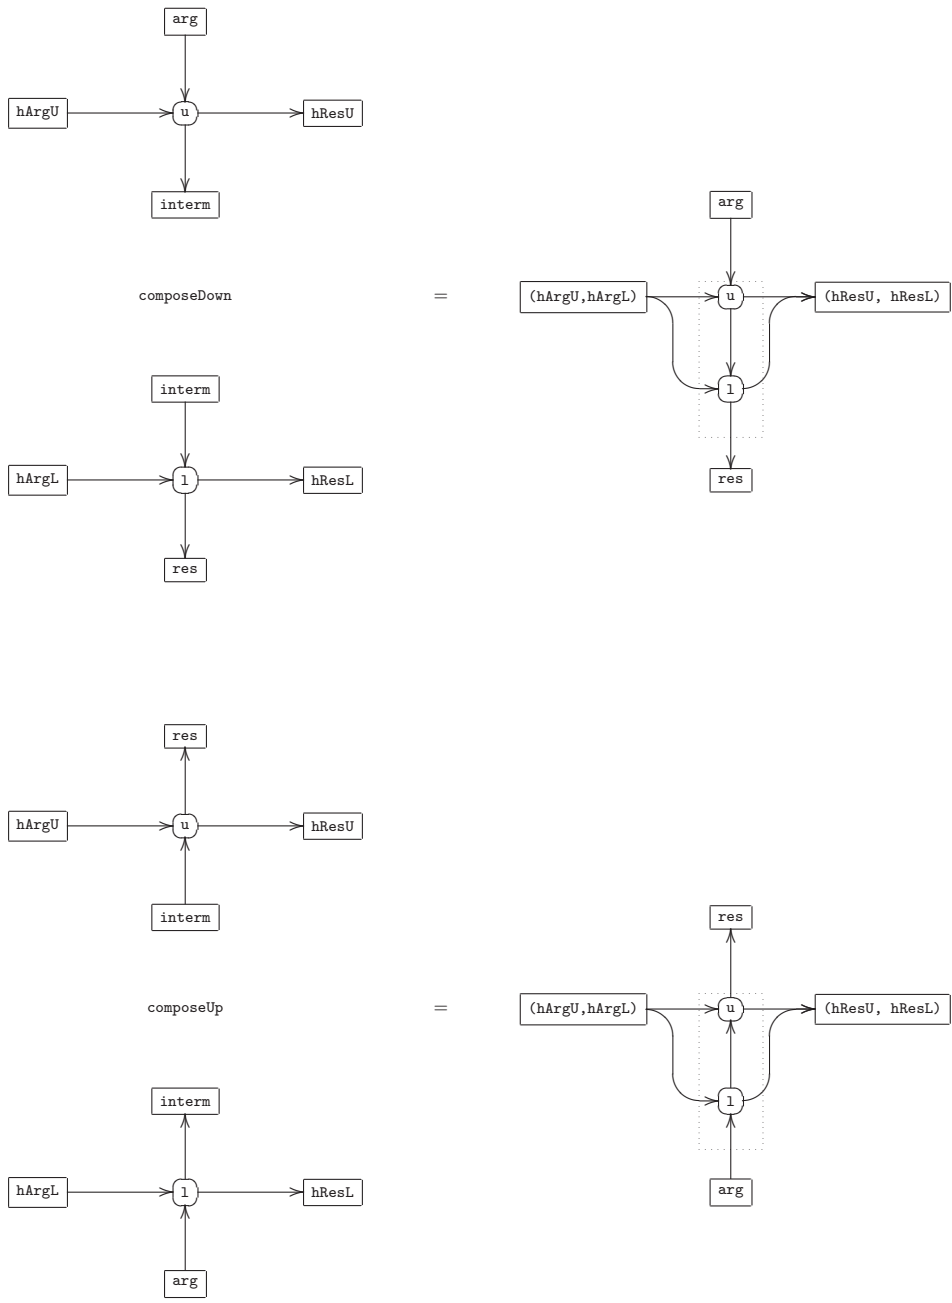 arg
hArgU u hResU
interm
arg
composeDown = (hArgU,hArgL) u (hResU, hResL)
interm
l
hArgL l hResL
res
res
res
hArgU u hResU
interm
res
composeUp = (hArgU,hArgL) u (hResU, hResL)
interm
l
hArgL l hResL
arg
arg